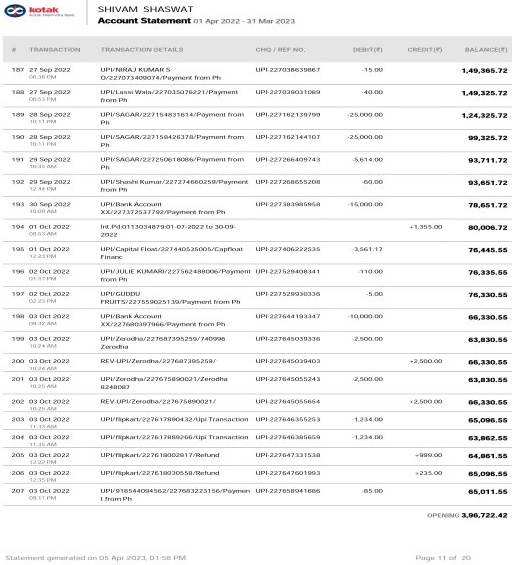 kotak
Kotak Mahindra Bank
SHIVAM SHASWAT
Account Statement 01 Apr 2022 - 31 Mar 2023
# TRANSACTION TRANSACTION DETAILS CHQ / REF NO. DEBIT(₹) CREDIT(₹) BALANCE(₹)
187 27 Sep 2022 UPI/NIRAJ KUMAR S UPI-227038639867 -15.00 1,49,365.72
06:36 PM O/227073409074/Payment from Ph
188 27 Sep 2022 UPI/Lassi Wala/227035076221/Payment UPI-227038031089 -40.00 1,49,325.72
06:53 PM from Ph
189 28 Sep 2022 UPI/SAGAR/227154831614/Payment from UPI-227162139799 -25,000.00 1,24,325.72
10:11 PM Ph
190 28 Sep 2022 UPI/SAGAR/227158426378/Payment from UPI-227162144107 -25,000.00 99,325.72
10:11 PM Ph
191 29 Sep 2022 UPI/SAGAR/227250618086/Payment from UPI-227266409743 -5,614.00 93,711.72
10:35 AM Ph
192 29 Sep 2022 UPI/Shashi Kumar/227274660259/Payment UPI-227268655208 -60.00 93,651.72
12:44 PM from Ph
193 30 Sep 2022 UPI/Bank Account UPI-227383985958 -15,000.00 78,651.72
10:09 AM XX/227372537792/Payment from Ph
194 01 Oct 2022 Int.Pd:0113034879:01-07-2022 to 30-09- +1,355.00 80,006.72
08:53 AM 2022
195 01 Oct 2022 UPI/Capital Float/227440535005/Capfloat UPI-227406222535 -3,561.17 76,445.55
12:23 PM Financ
196 02 Oct 2022 UPI/JULIE KUMARI/227562488006/Payment UPI-227529408341 -110.00 76,335.55
01:57 PM from Ph
197 02 Oct 2022 UPI/GUDDU UPI-227529930336 -5.00 76,330.55
02:23 PM FRUITS/227559025139/Payment from Ph
198 03 Oct 2022 UPI/Bank Account UPI-227644193347 -10,000.00 66,330.55
09:32 AM XX/227680397966/Payment from Ph
199 03 Oct 2022 UPI/Zerodha/227687395259/740996 UPI-227645039336 -2,500.00 63,830.55
10:24 AM Zerodha
200 03 Oct 2022 REV-UPI/Zerodha/227687395259/ UPI-227645039403 +2,500.00 66,330.55
10:24 AM
201 03 Oct 2022 UPI/Zerodha/227675890021/Zerodha UPI-227645055243 -2,500.00 63,830.55
10:25 AM 8248087
202 03 Oct 2022 REV-UPI/Zerodha/227675890021/ UPI-227645055654 +2,500.00 66,330.55
10:25 AM
203 03 Oct 2022 UPI/flipkart/227617890432/Upi Transaction UPI-227646355253 -1,234.00 65,096.55
11:33 AM
204 03 Oct 2022 UPI/flipkart/227617889266/Upi Transaction UPI-227646385659 -1,234.00 63,862.55
11:35 AM
205 03 Oct 2022 UPI/flipkart/227618002817/Refund UPI-227647331538 +999.00 64,861.55
12:22 PM
206 03 Oct 2022 UPI/flipkart/227618030558/Refund UPI-227647601993 +235.00 65,096.55
12:35 PM
207 03 Oct 2022 UPI/918544094562/227683223156/Paymen UPI-227658941686 -85.00 65,011.55
09:17 PM t from Ph
OPENING 3,96,722.42
Statement generated on 05 Apr 2023, 01:58 PM Page 11 of 20